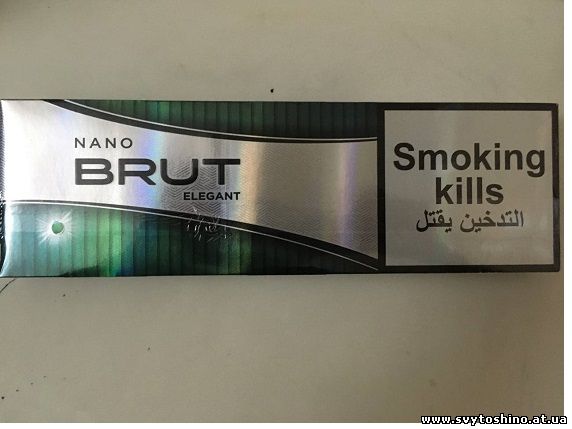 NANO
BRUT
ELEGANT
Smoking
kills
التدخين يقتل
www.svytoshino.at.ua